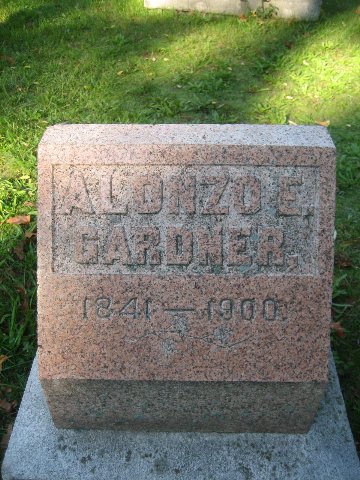 ALONZO E.
GARDNER.
1841 — 1900.